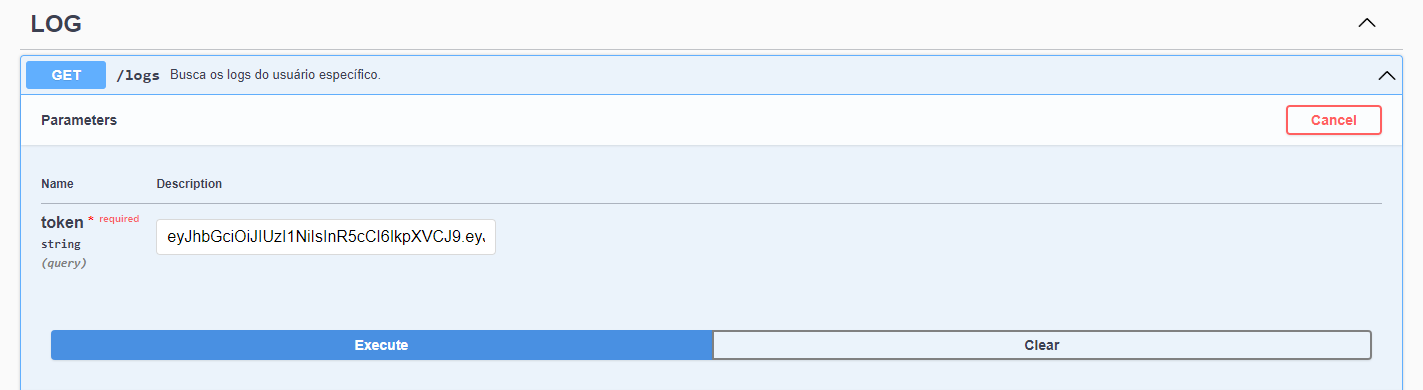 LOG
GET /logs Busca os logs do usuário específico.
Parameters
Cancel
Name Description
token * required
string
(query)
eyJhbGciOiJIUzI1NiIsInR5cCI6IkpXVCJ9.eyJ
Execute
Clear